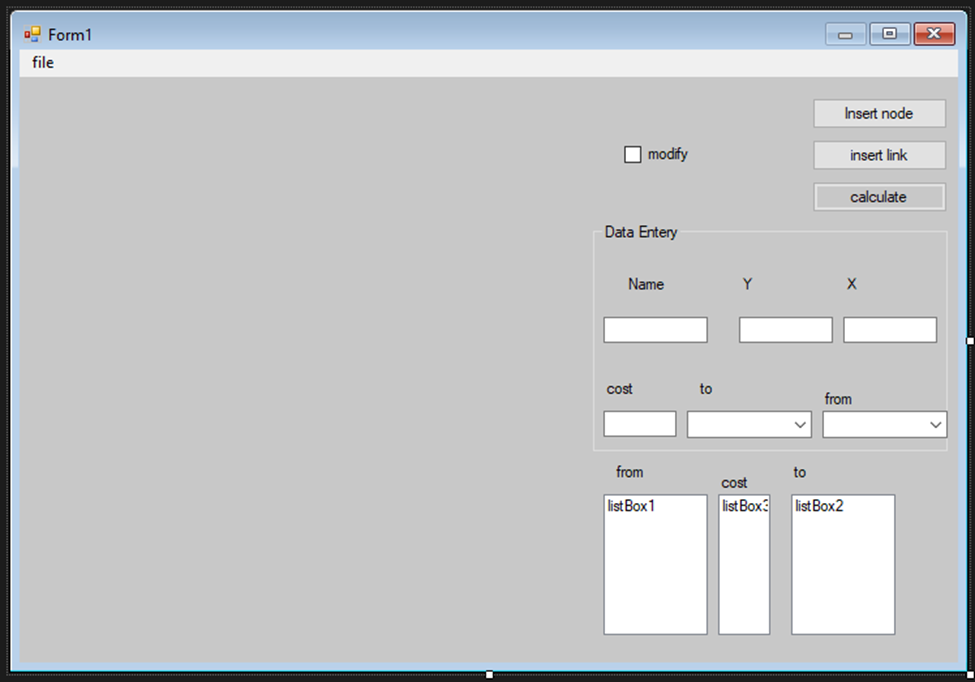 Form1
file
Insert node
modify
insert link
calculate
Data Entery
Name Y X
cost to from
from cost to
listBox1 listBox3 listBox2